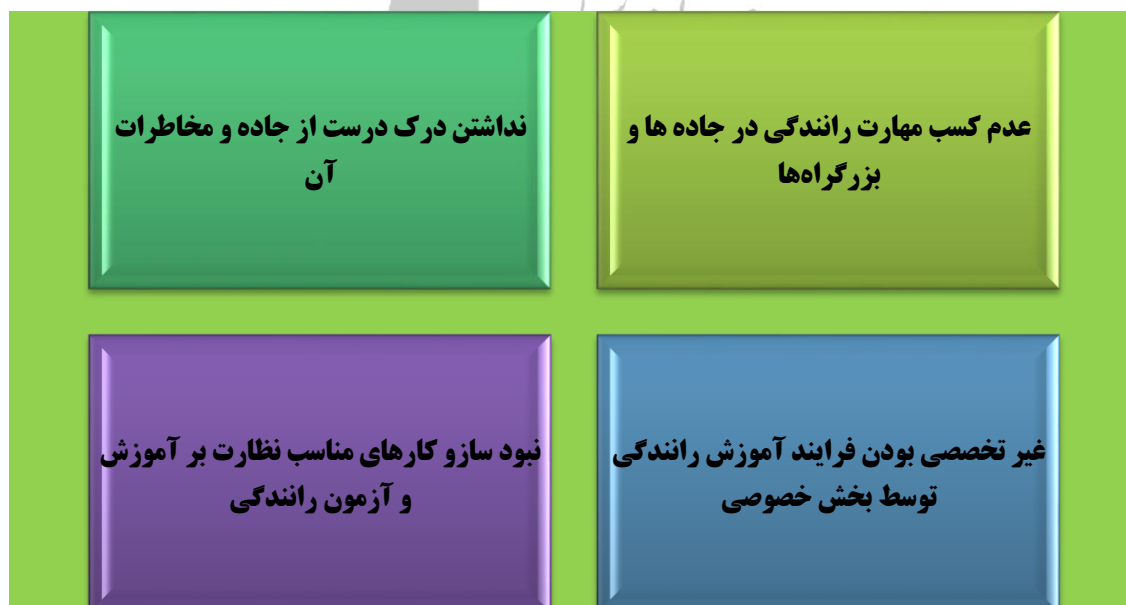 عدم کسب مهارت رانندگی در جاده ها و
بزرگراه‌ها
نداشتن درک درست از جاده و مخاطرات
آن
غیر تخصصی بودن فرایند آموزش رانندگی
توسط بخش خصوصی
نبود سازو کارهای مناسب نظارت بر آموزش
و آزمون رانندگی